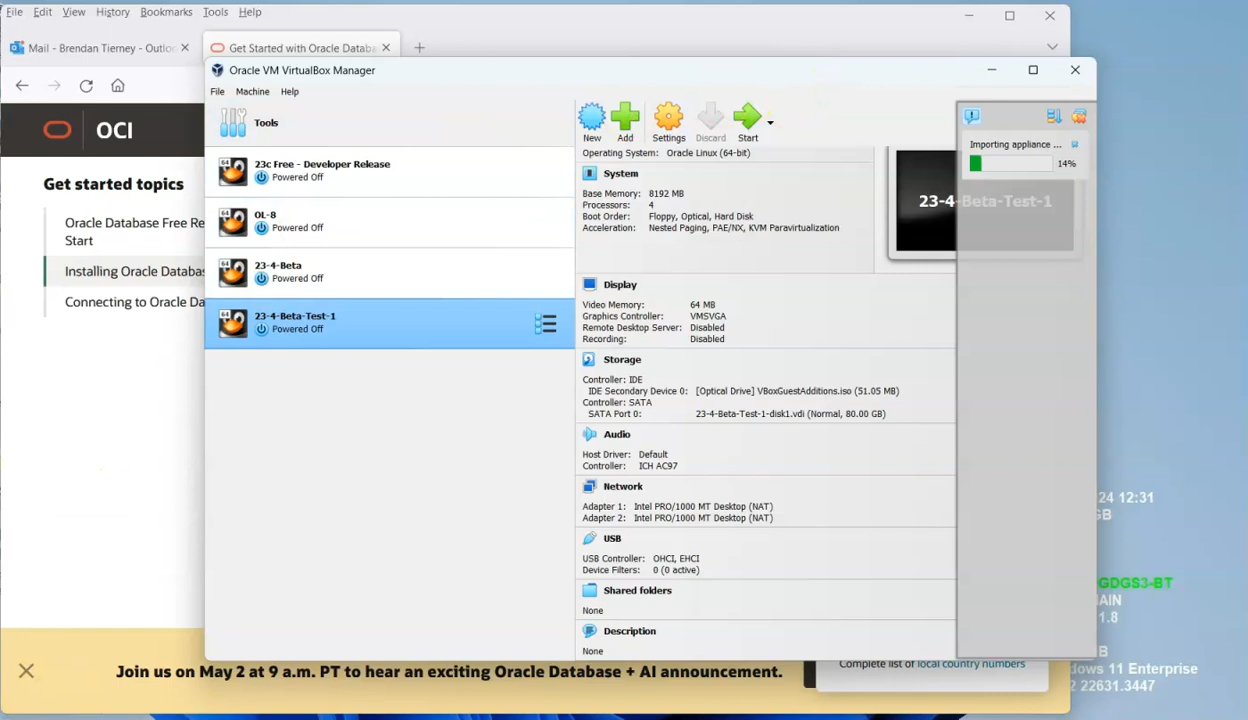 File Edit View History Bookmarks Tools Help
Mail - Brendan Tierney - Outlo
Get Started with Oracle Datab
OCI
Get started topics
Oracle Database Free Re
Start
Installing Oracle Databas
Connecting to Oracle Da
Oracle VM VirtualBox Manager
File Machine Help
Tools
23c Free - Developer Release
Powered Off
OL-8
Powered Off
23-4-Beta
Powered Off
23-4-Beta-Test-1
Powered Off
New Add Settings Discard Start
Operating System: Oracle Linux (64-bit)
System
Base Memory: 8192 MB
Processors: 4
Boot Order: Floppy, Optical, Hard Disk
Acceleration: Nested Paging, PAE/NX, KVM Paravirtualization
23-4-Beta-Test-1
Display
Video Memory: 64 MB
Graphics Controller: VMSVGA
Remote Desktop Server: Disabled
Recording: Disabled
Storage
Controller: IDE
IDE Secondary Device 0: [Optical Drive] VBoxGuestAdditions.iso (51.05 MB)
Controller: SATA
SATA Port 0: 23-4-Beta-Test-1-disk1.vdi (Normal, 80.00 GB)
Audio
Host Driver: Default
Controller: ICH AC97
Network
Adapter 1: Intel PRO/1000 MT Desktop (NAT)
Adapter 2: Intel PRO/1000 MT Desktop (NAT)
USB
USB Controller: OHCI, EHCI
Device Filters: 0 (0 active)
Shared folders
None
Description
None
Importing appliance ...
14%
Join us on May 2 at 9 a.m. PT to hear an exciting Oracle Database + AI announcement.
Complete list of local country numbers
24 12:31
GB
GDGS3-BT
AIN
1.8
B
dows 11 Enterprise
2 22631.3447